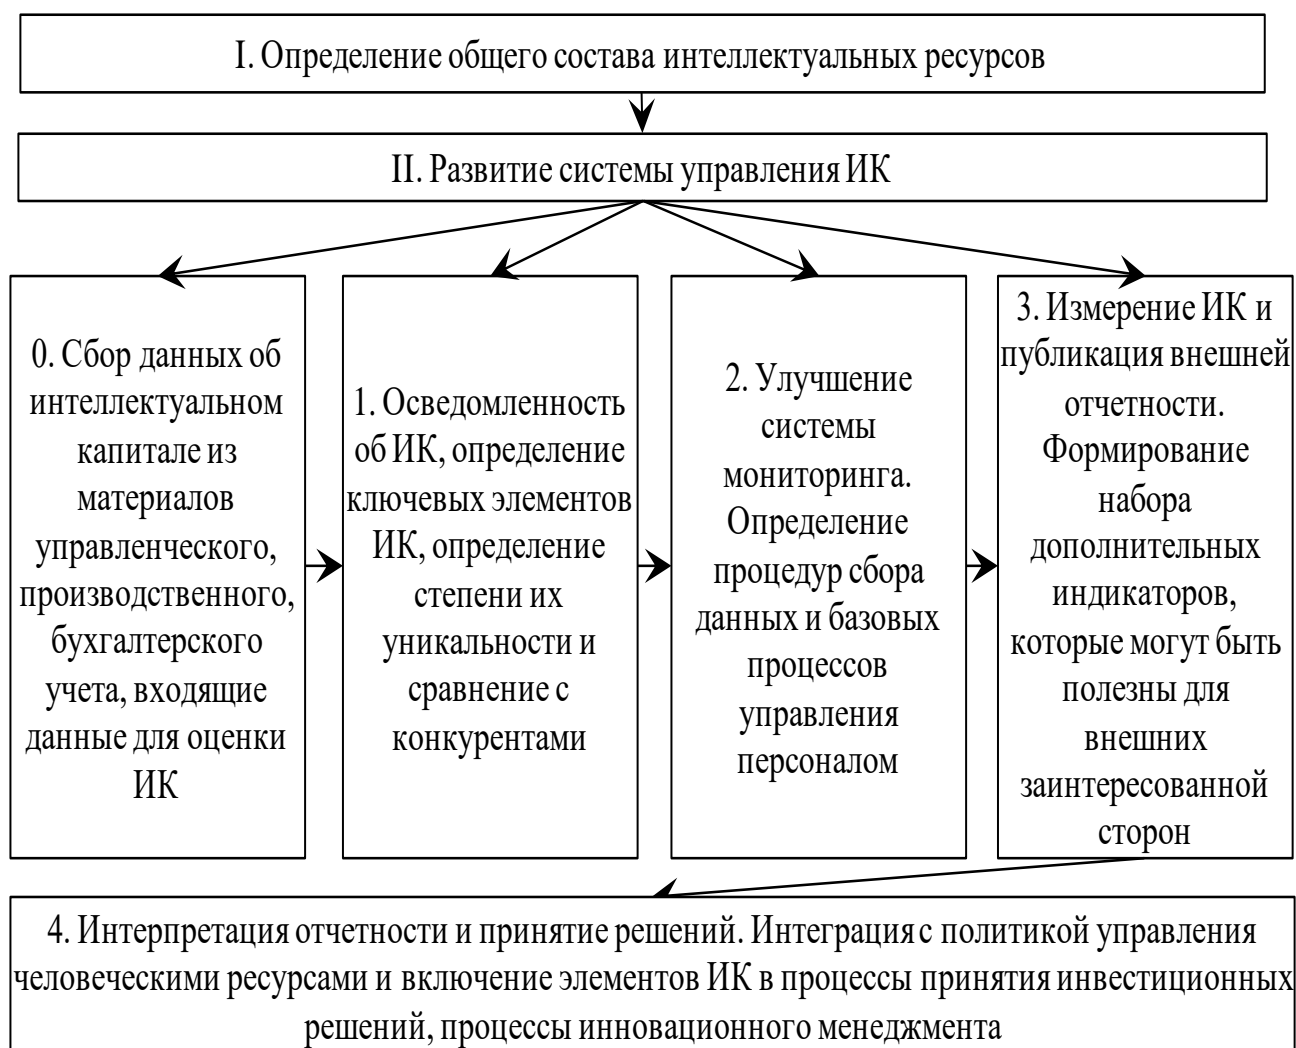 I. Определение общего состава интеллектуальных ресурсов
II. Развитие системы управления ИК
0. Сбор данных об
интеллектуальном
капитале из
материалов
управленческого,
производственного,
бухгалтерского
учета, входящие
данные для оценки
ИК
1. Осведомленность
об ИК, определение
ключевых элементов
ИК, определение
степени их
уникальности и
сравнение с
конкурентами
2. Улучшение
системы
мониторинга.
Определение
процедур сбора
данных и базовых
процессов
управления
персоналом
3. Измерение ИК и
публикация внешней
отчетности.
Формирование
набора
дополнительных
индикаторов,
которые могут быть
полезны для
внешних
заинтересованной
сторон
4. Интерпретация отчетности и принятие решений. Интеграция с политикой управления
человеческими ресурсами и включение элементов ИК в процессы принятия инвестиционных
решений, процессы инновационного менеджмента